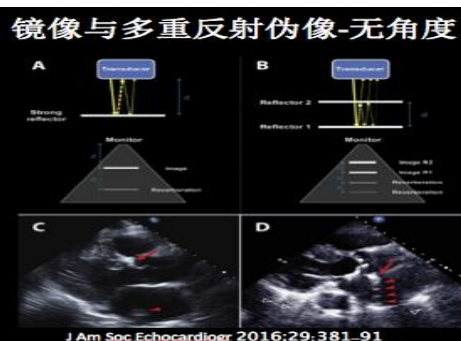 镜像与多重反射伪像-无角度
A
Transducer
d
Strong
reflector
Monitor
d
Image
Reverberation
B
Transducer
Reflector 2
d
Reflector 1
Monitor
Image R2
Image R1
Reverberation
Reverberation
C
D
J Am Soc Echocardiogr 2016;29:381-91